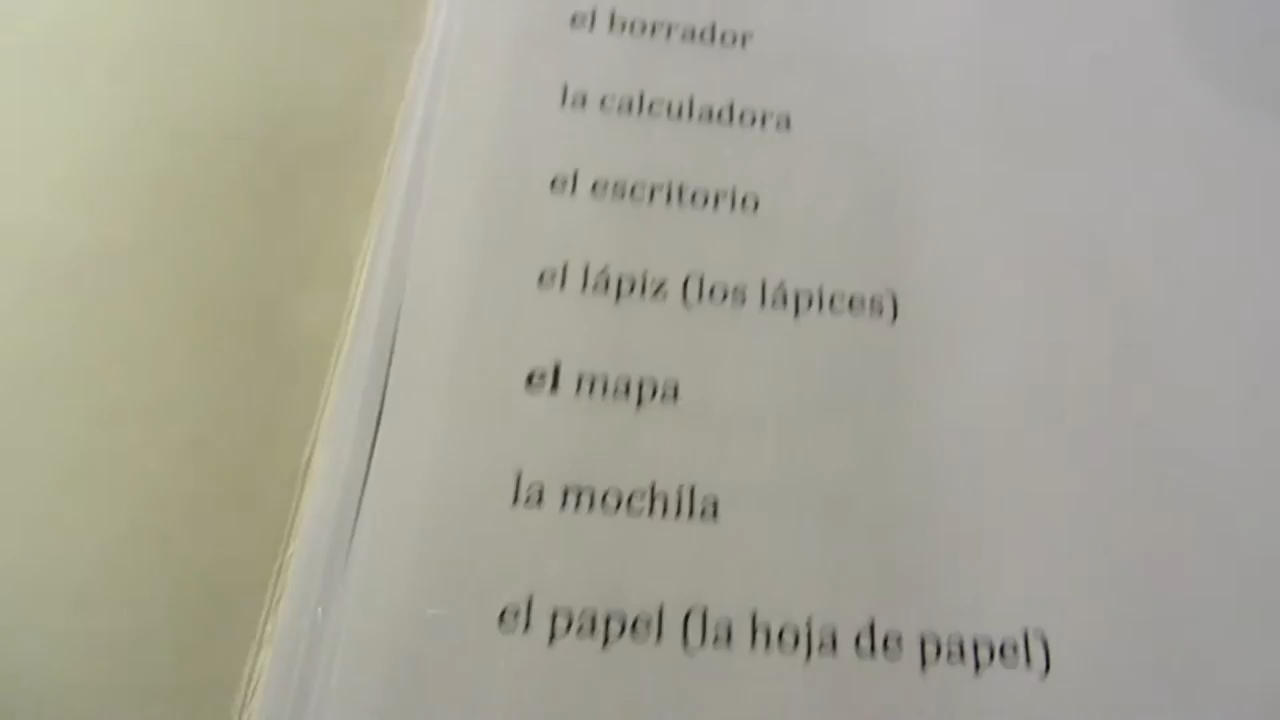 el borrador
la calculadora
el escritorio
el lápiz (los lápices)
el mapa
la mochila
el papel (la hoja de papel)